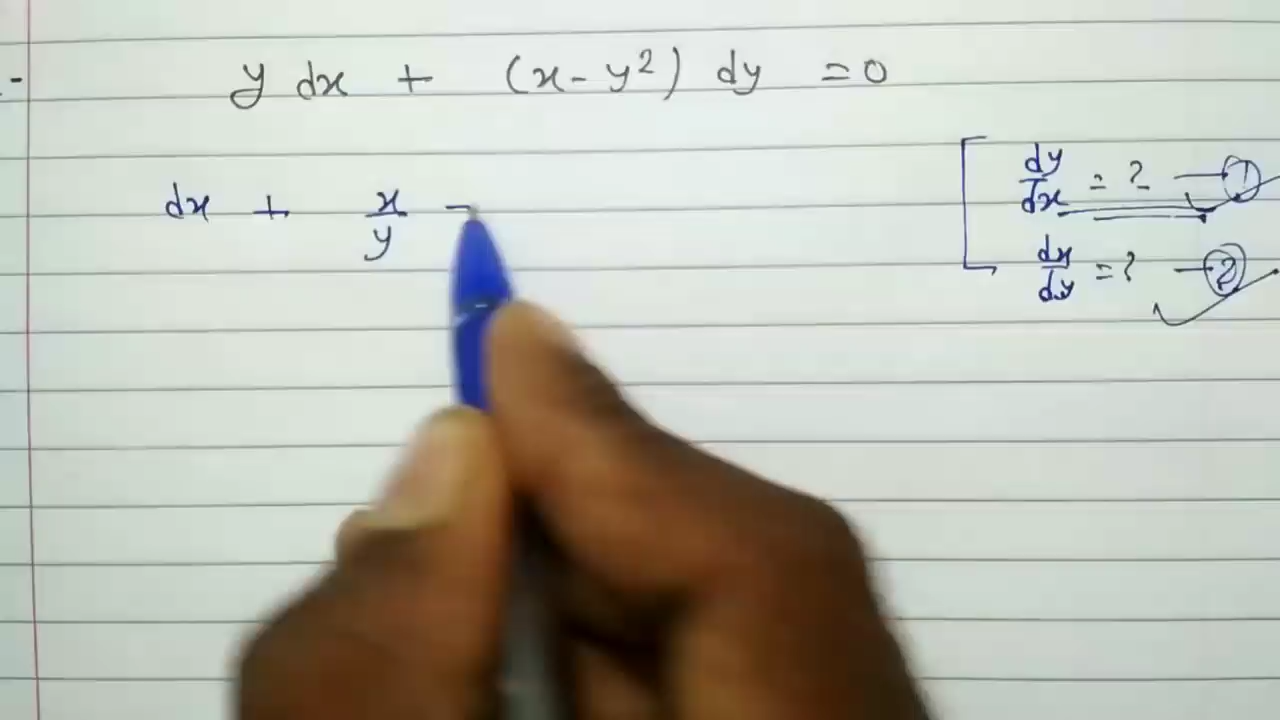 y dx + (x - y²) dy = 0
dy/dx = ? — 1
dx + x/y -
dx/dy = ? — 2